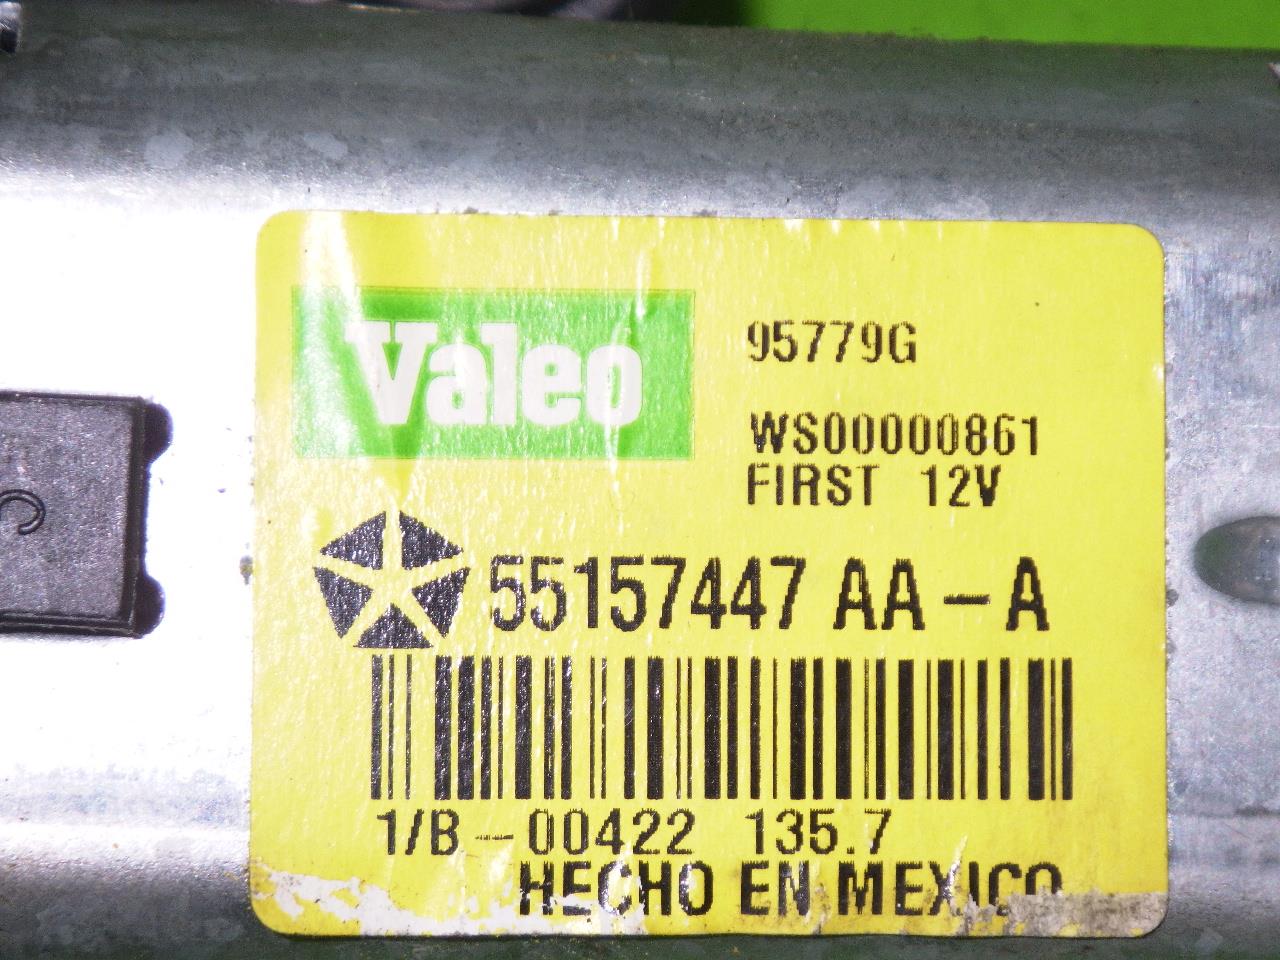 Valeo
95779G
WS00000861
FIRST 12V
55157447 AA-A
1/B-00422 135.7
HECHO EN MEXICO
C